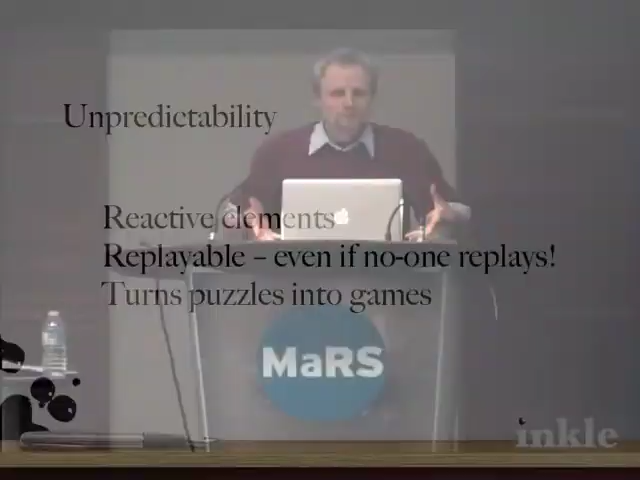 Unpredictability
Reactive elements
Replayable – even if no-one replays!
Turns puzzles into games
MaRS
inkle